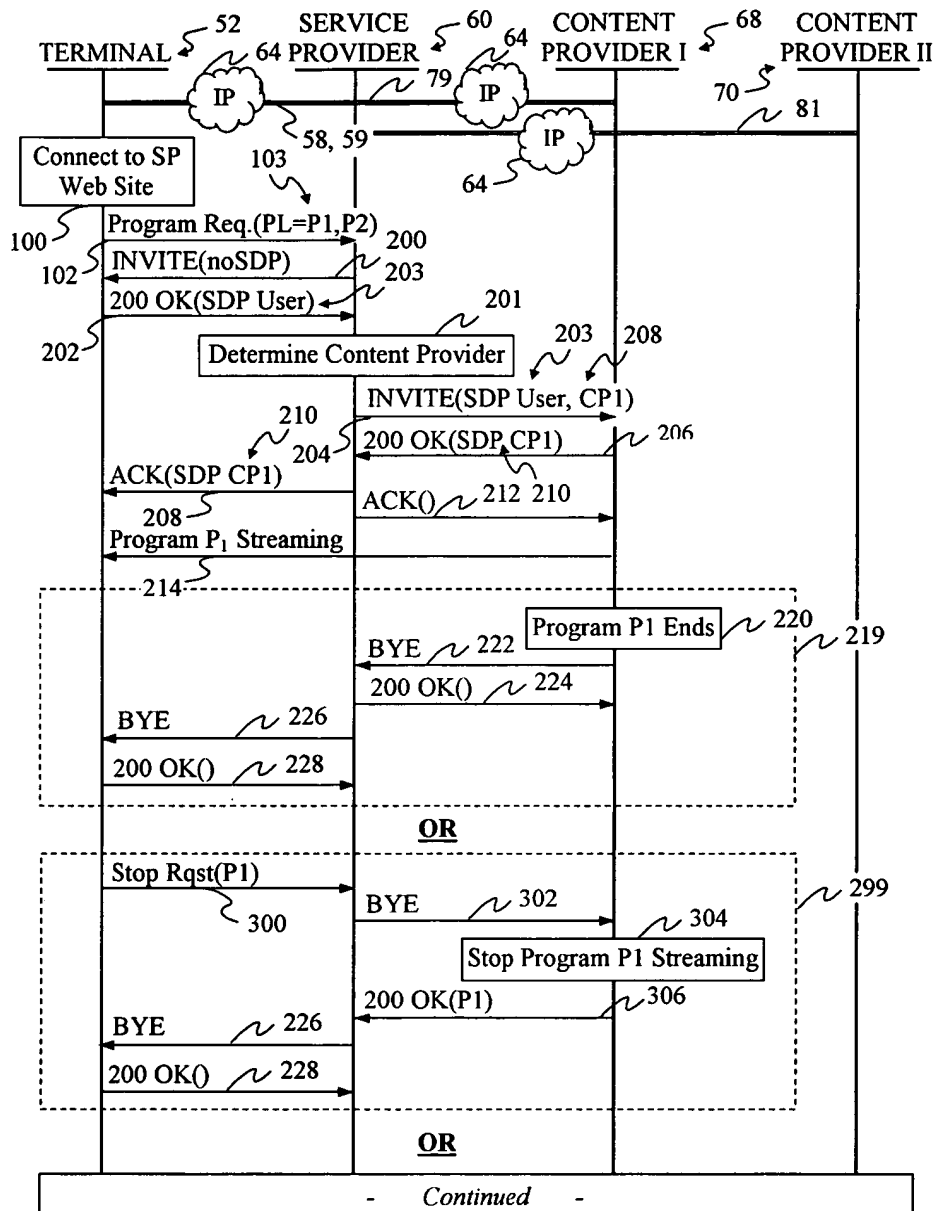 TERMINAL
52
64
SERVICE
PROVIDER
60
64
CONTENT
PROVIDER I
68
CONTENT
PROVIDER II
70
IP
79
IP
58, 59
IP
81
64
Connect to SP
Web Site
100
103
Program Req.(PL=P1,P2)
102
200
INVITE(noSDP)
203
200 OK(SDP User)
202
201
Determine Content Provider
203
208
INVITE(SDP User, CP1)
204
200 OK(SDP CP1)
206
210
210
ACK(SDP CP1)
208
ACK()
212
Program P1 Streaming
214
Program P1 Ends
220
219
BYE
222
200 OK()
224
BYE
226
200 OK()
228
OR
Stop Rqst(P1)
300
299
BYE
302
304
Stop Program P1 Streaming
200 OK(P1)
306
BYE
226
200 OK()
228
OR
- Continued -